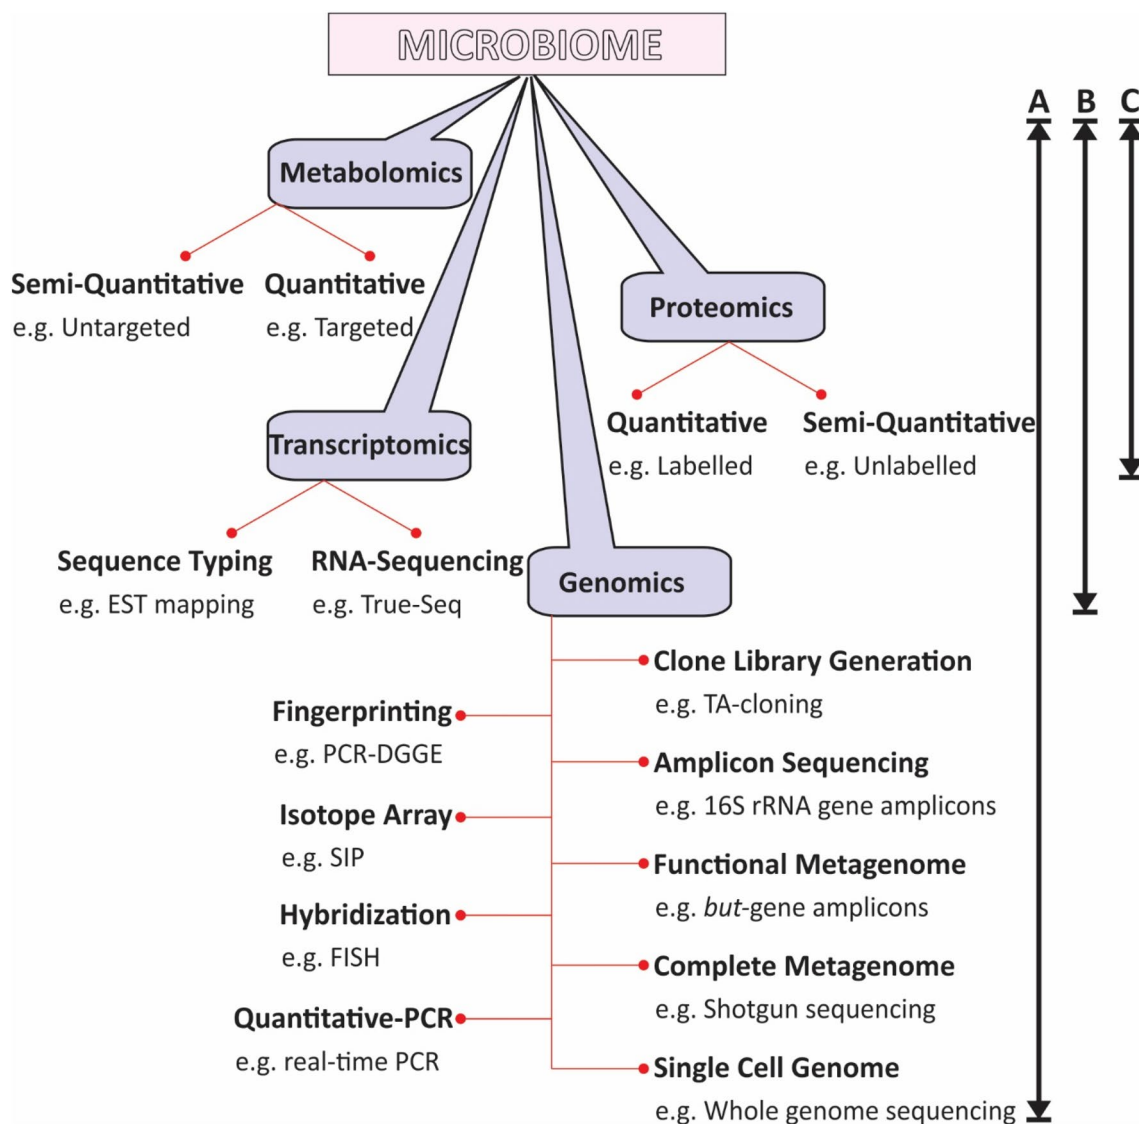 MICROBIOME
A B C
Metabolomics
Semi-Quantitative
e.g. Untargeted
Quantitative
e.g. Targeted
Proteomics
Quantitative
e.g. Labelled
Semi-Quantitative
e.g. Unlabelled
Transcriptomics
Sequence Typing
e.g. EST mapping
RNA-Sequencing
e.g. True-Seq
Genomics
Fingerprinting
e.g. PCR-DGGE
Isotope Array
e.g. SIP
Hybridization
e.g. FISH
Quantitative-PCR
e.g. real-time PCR
Clone Library Generation
e.g. TA-cloning
Amplicon Sequencing
e.g. 16S rRNA gene amplicons
Functional Metagenome
e.g. but-gene amplicons
Complete Metagenome
e.g. Shotgun sequencing
Single Cell Genome
e.g. Whole genome sequencing